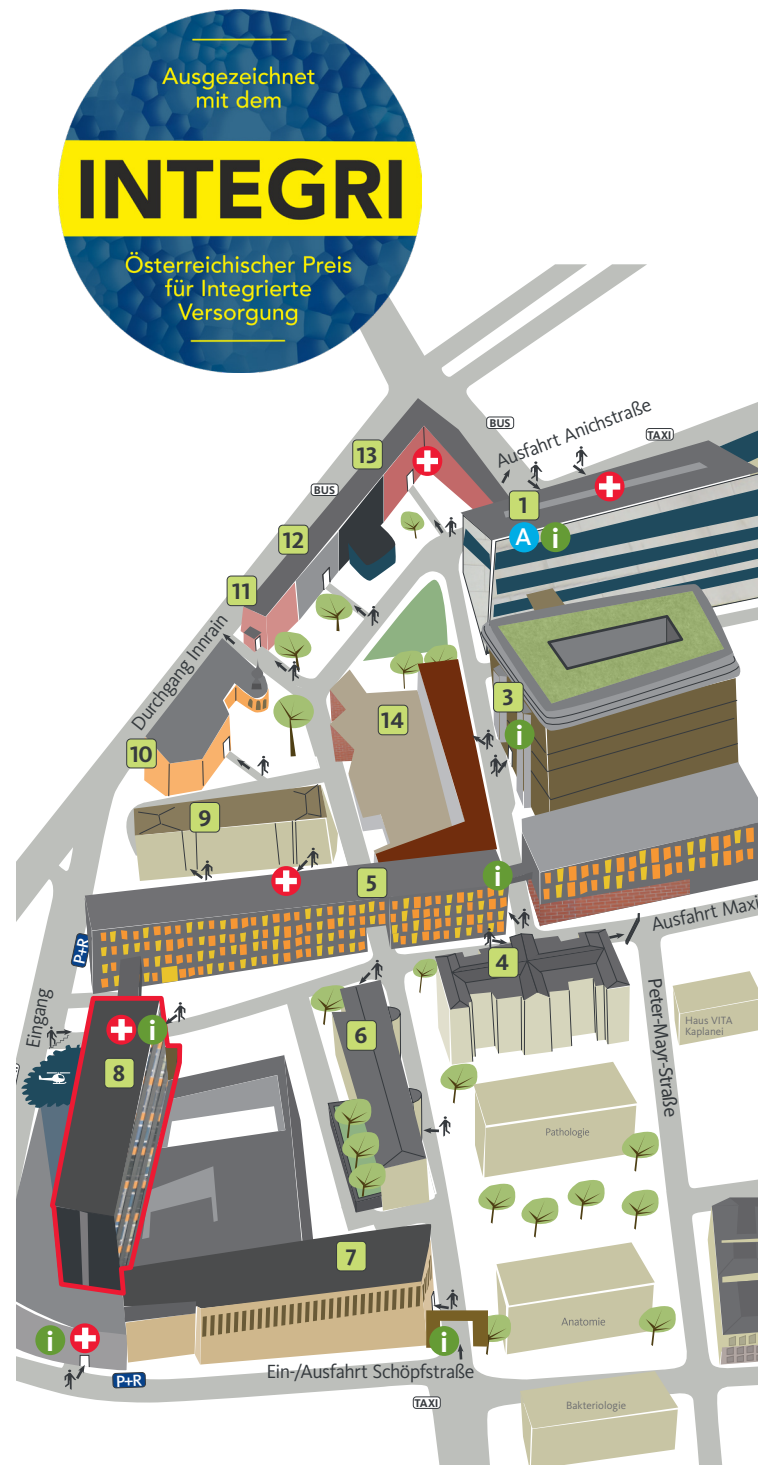 Ausgezeichnet
mit dem
INTEGRI
Österreichischer Preis
für Integrierte
Versorgung
BUS
Ausfahrt Anichstraße
TAXI
13
BUS
1
A
i
12
11
Durchgang Innrain
3
i
14
10
9
5
i
Ausfahrt Maxi
P+R
4
Eingang
Peter-Mayr-Straße
Haus VITA
Kaplanei
6
i
8
Pathologie
7
Anatomie
i
i
Ein-/Ausfahrt Schöpfstraße
P+R
TAXI
Bakteriologie